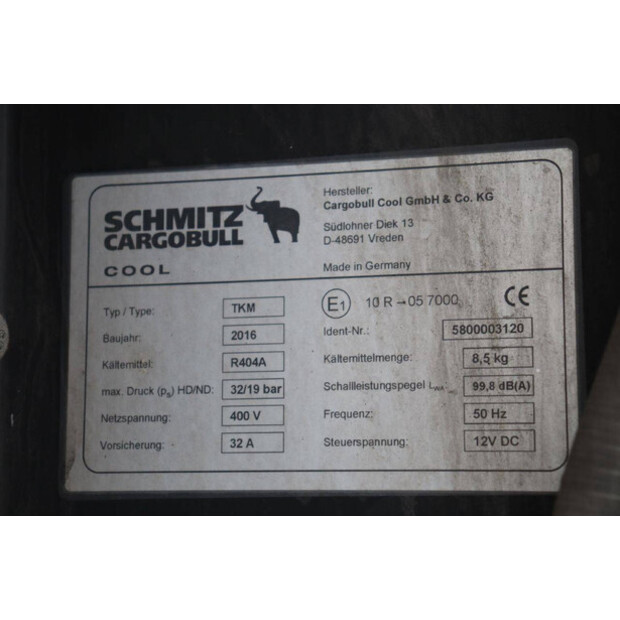 SCHMITZ
CARGOBULL
COOL
Hersteller:
Cargobull Cool GmbH & Co. KG
Südlohner Diek 13
D-48691 Vreden
Made in Germany
Typ / Type: TKM
E1 10 R → 05 7000 CE
Baujahr: 2016
Ident-Nr.: 5800003120
Kältemittel: R404A
Kältemittelmenge: 8,5 kg
max. Druck (ps) HD/ND: 32/19 bar
Schallleistungspegel LWA 99,8 dB(A)
Netzspannung: 400 V
Frequenz: 50 Hz
Vorsicherung: 32 A
Steuerspannung: 12V DC